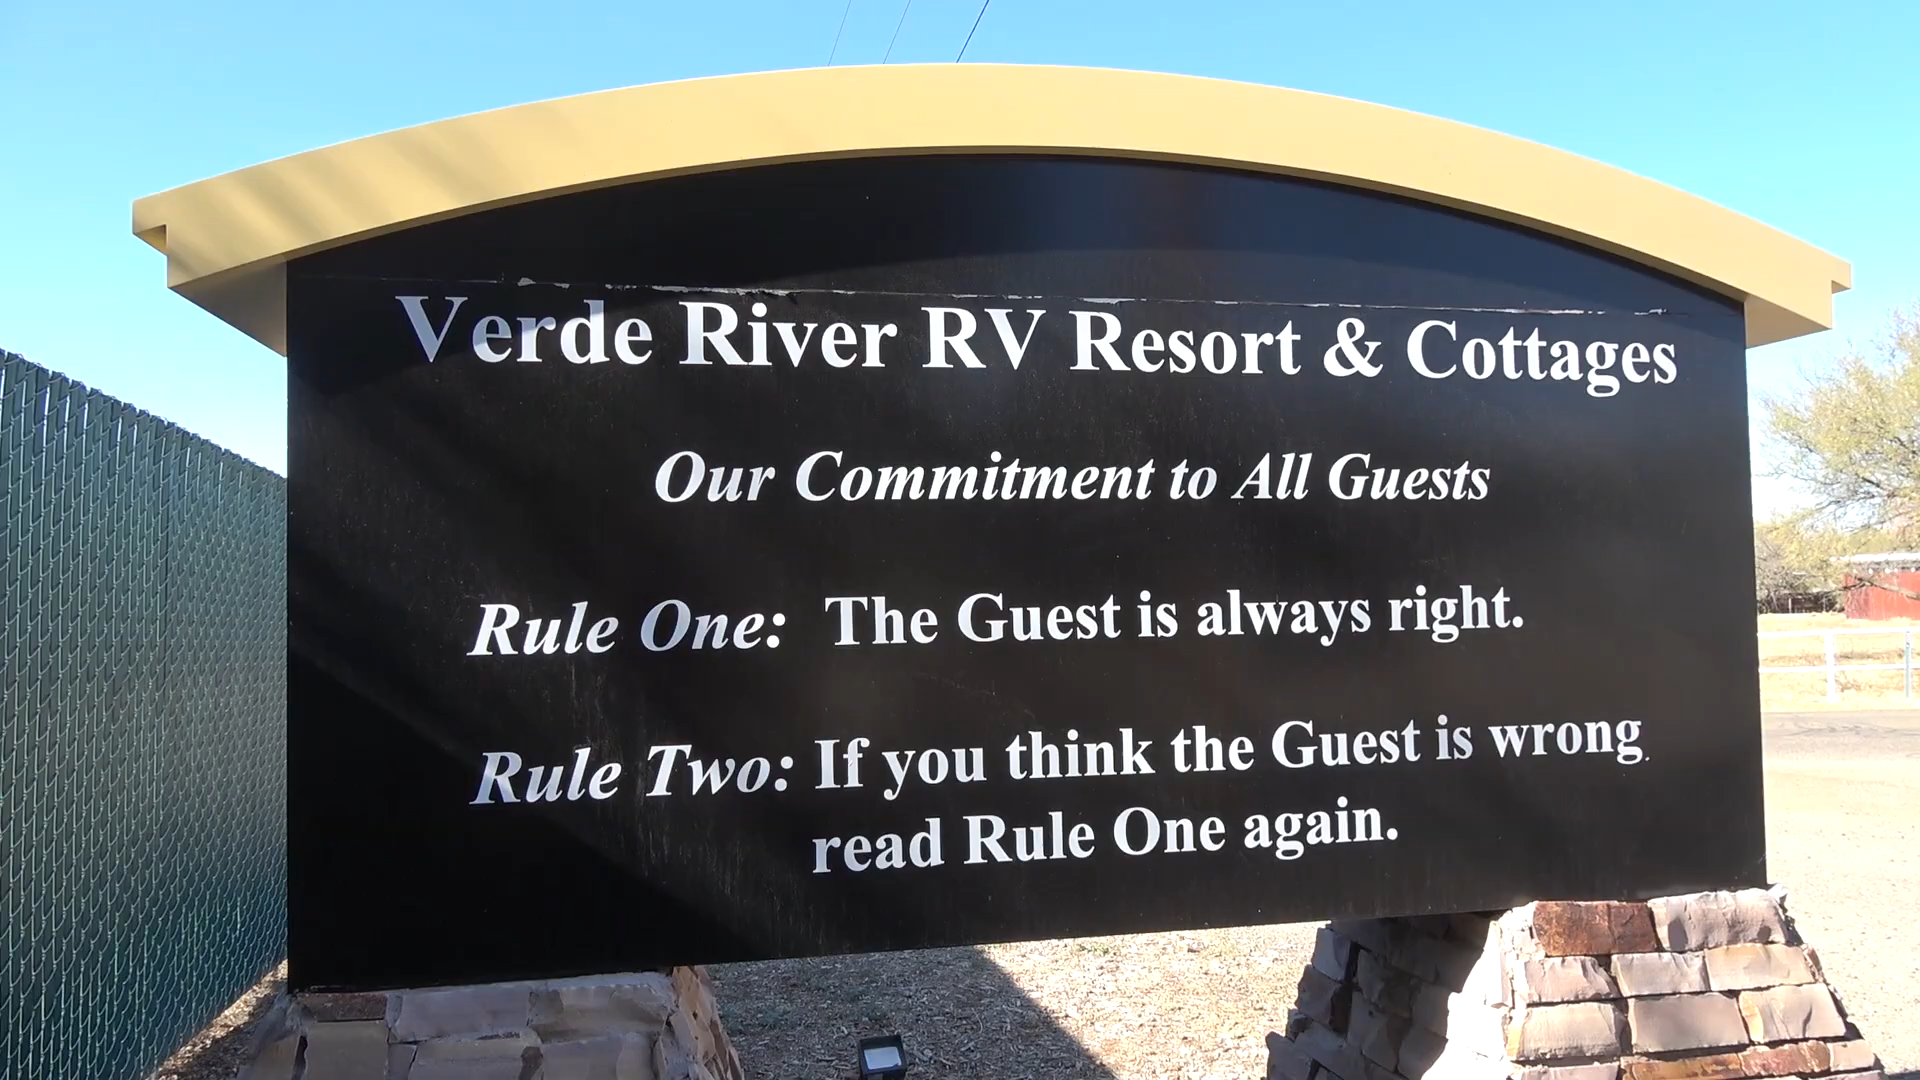 Verde River RV Resort & Cottages
Our Commitment to All Guests
Rule One: The Guest is always right.
Rule Two: If you think the Guest is wrong.
read Rule One again.